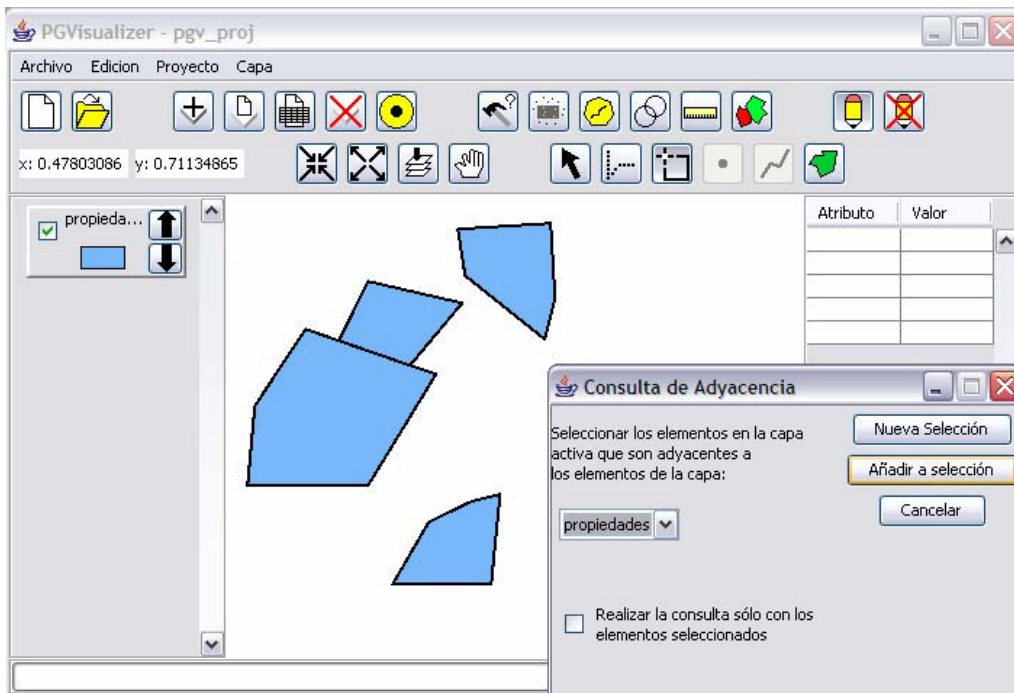 PGVisualizer - pgv_proj
Archivo Edicion Proyecto Capa
x: 0.47803086 y: 0.71134865
propieda...
Atributo Valor
Consulta de Adyacencia
Seleccionar los elementos en la capa
activa que son adyacentes a
los elementos de la capa:
Nueva Selección
Añadir a selección
Cancelar
propiedades
Realizar la consulta sólo con los
elementos seleccionados